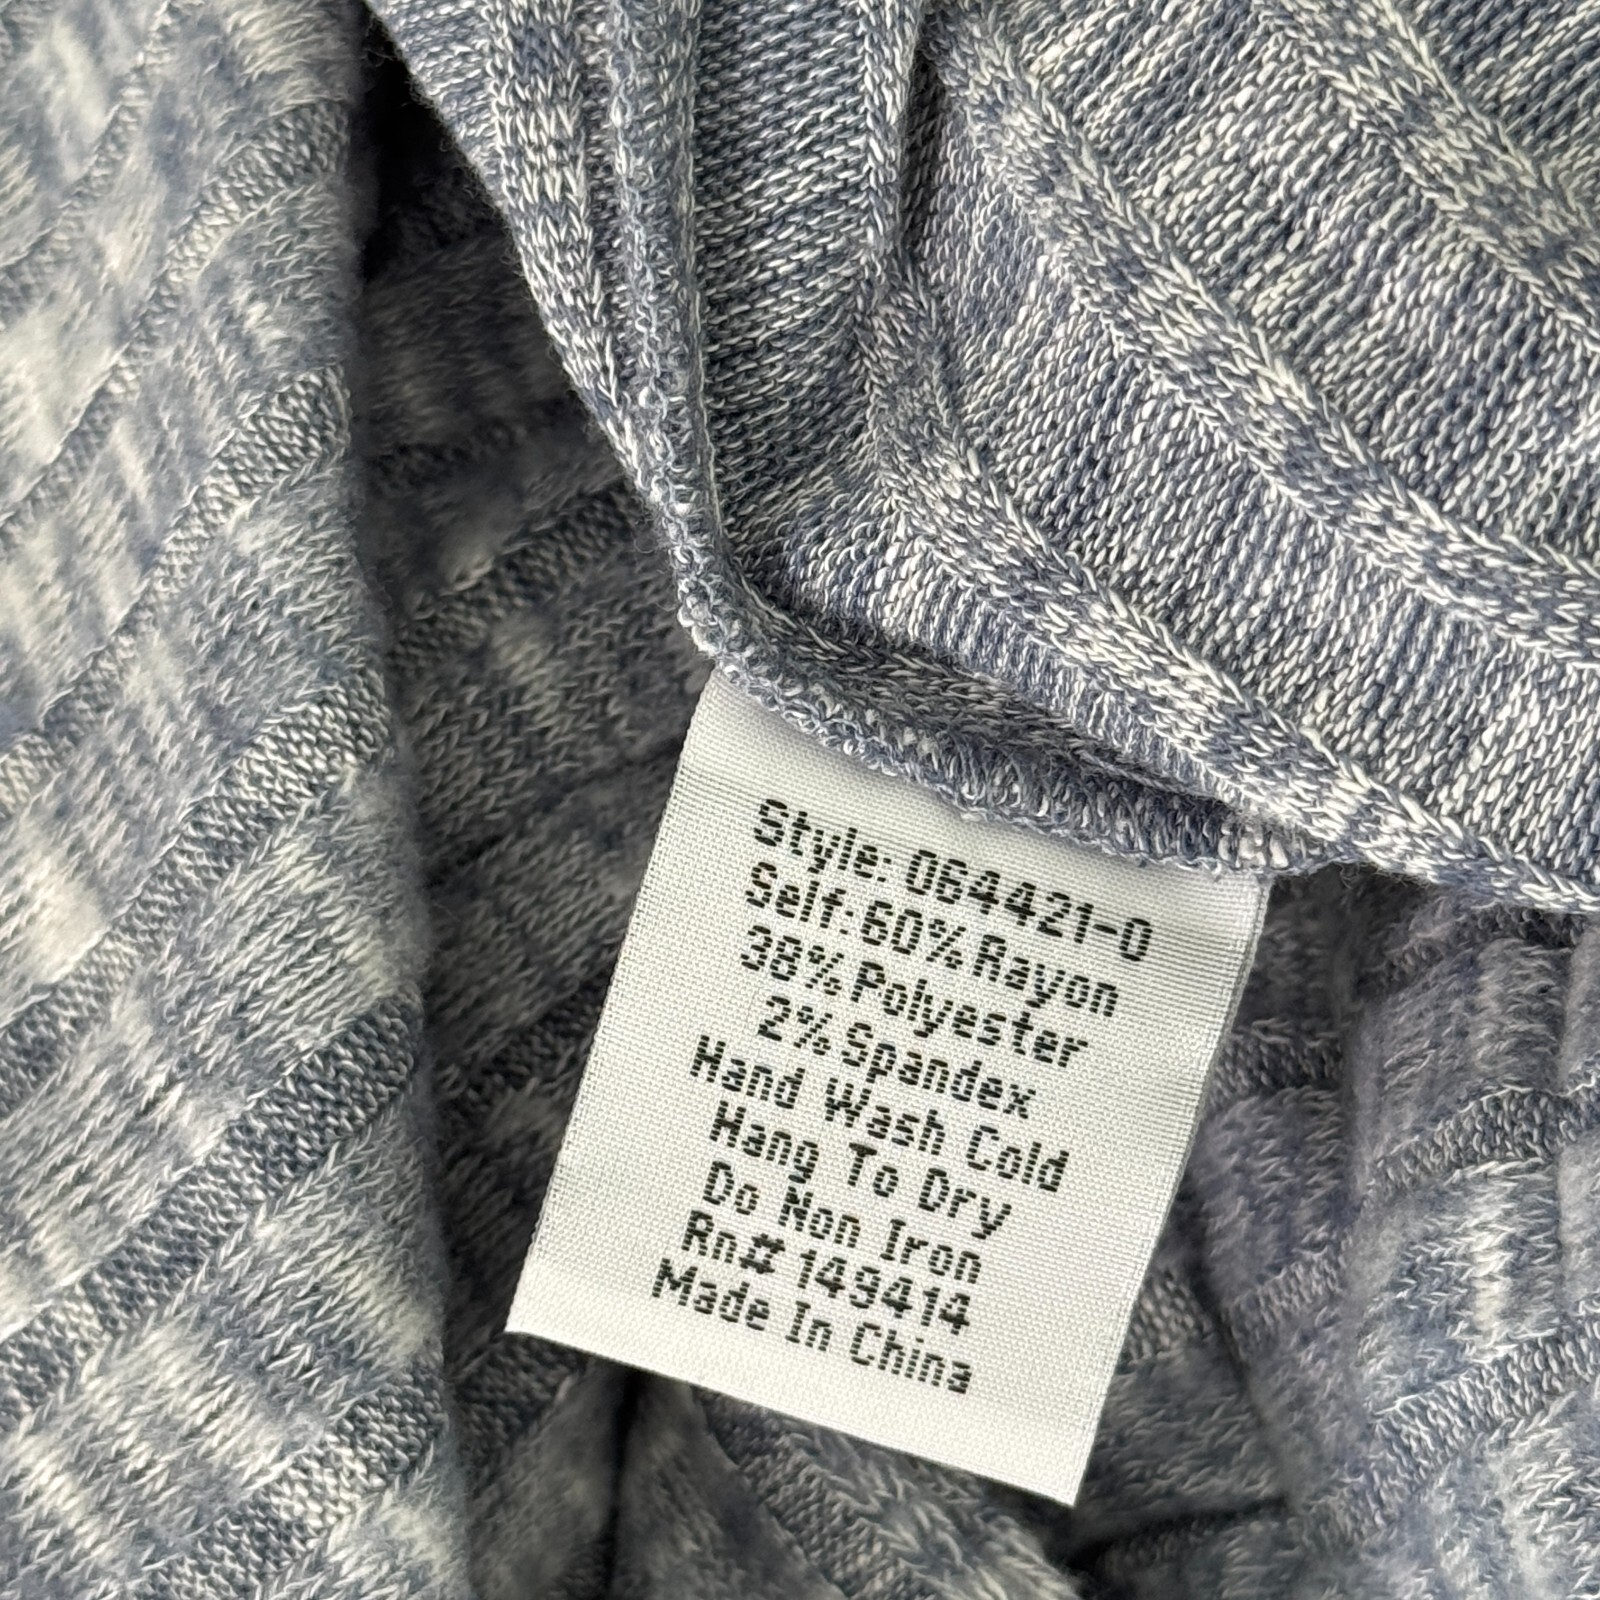 Style: 064421-0
Self: 60% Rayon
38% Polyester
2% Spandex
Hand Wash Cold
Hang To Dry
Do Non Iron
Rn# 149414
Made In China